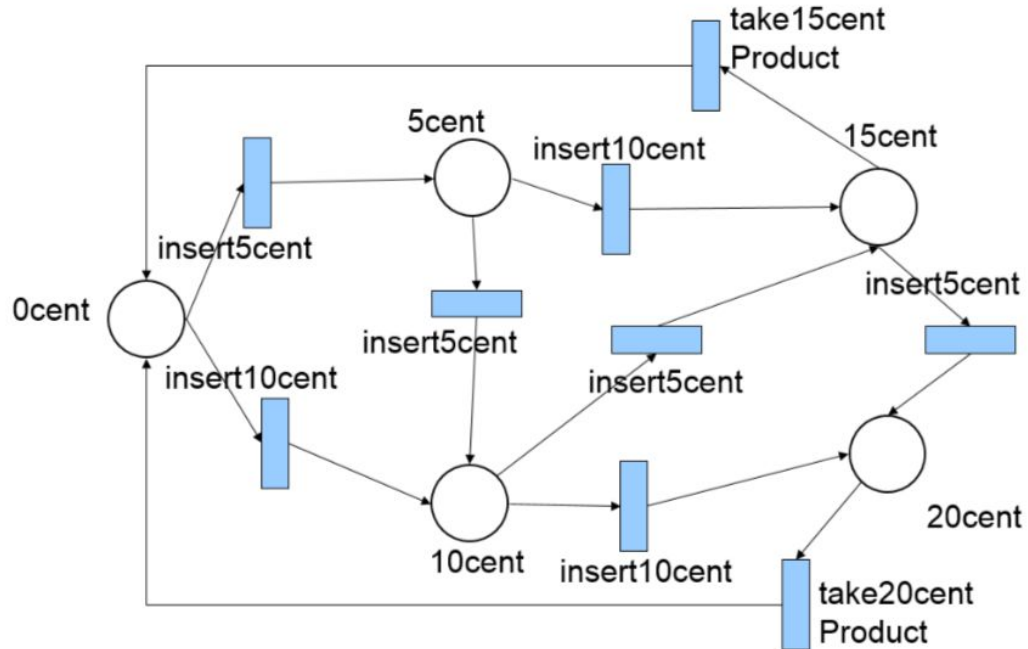 take15cent
Product
5cent
15cent
insert10cent
insert5cent
insert5cent
0cent
insert5cent
insert10cent
insert5cent
10cent
insert10cent
20cent
take20cent
Product